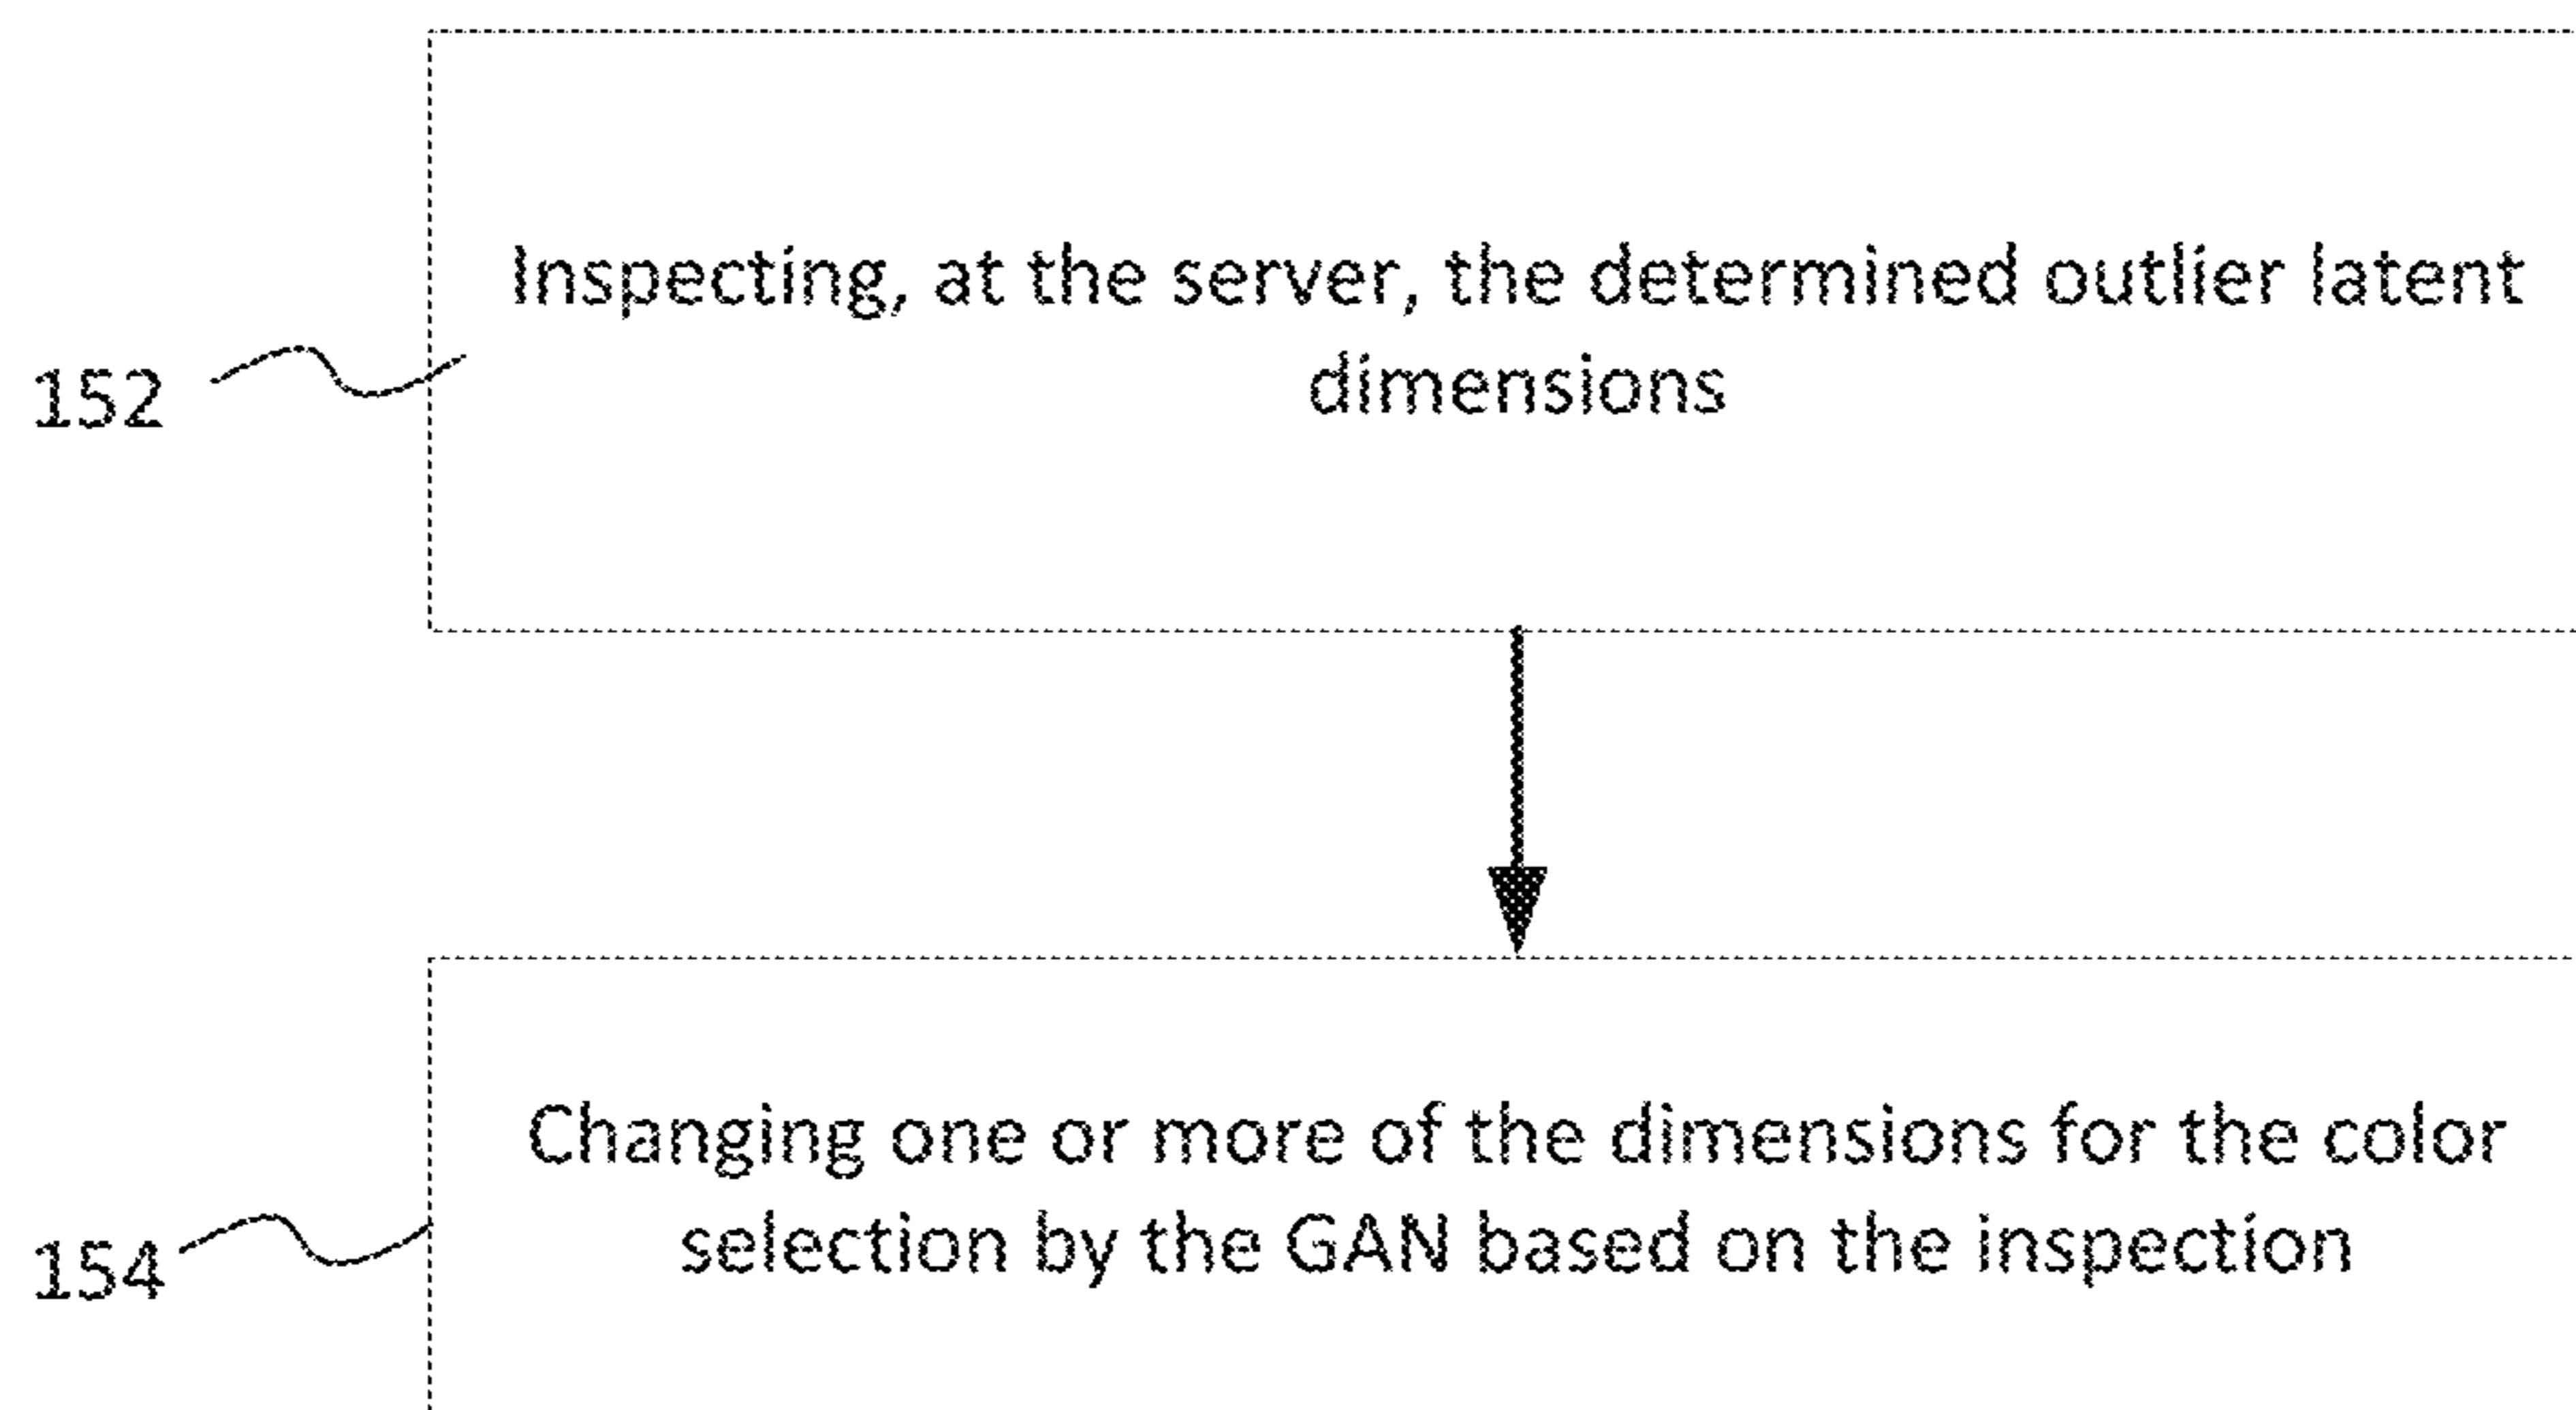 Inspecting, at the server, the determined outlier latent
dimensions
152
Changing one or more of the dimensions for the color
selection by the GAN based on the inspection
154